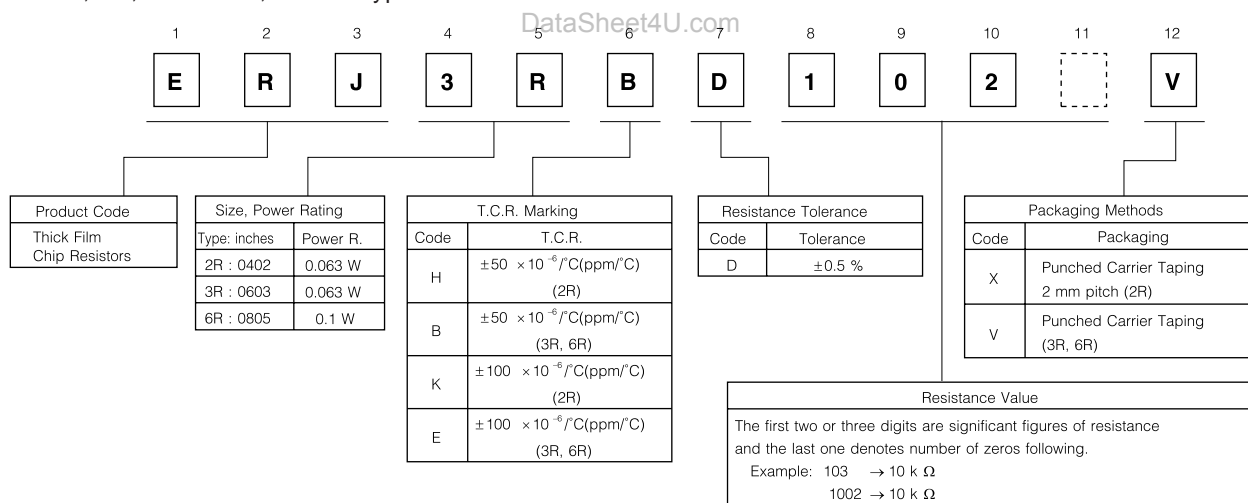 DataSheet4U.com
1 2 3 4 5 6 7 8 9 10 11 12
E R J 3 R B D 1 0 2 V
Product Code
Thick Film
Chip Resistors
Size, Power Rating
Type: inches Power R.
2R : 0402 0.063 W
3R : 0603 0.063 W
6R : 0805 0.1 W
T.C.R. Marking
Code T.C.R.
H ±50 ×10⁻⁶/°C(ppm/°C)
(2R)
B ±50 ×10⁻⁶/°C(ppm/°C)
(3R, 6R)
K ±100 ×10⁻⁶/°C(ppm/°C)
(2R)
E ±100 ×10⁻⁶/°C(ppm/°C)
(3R, 6R)
Resistance Tolerance
Code Tolerance
D ±0.5 %
Packaging Methods
Code Packaging
X Punched Carrier Taping
2 mm pitch (2R)
V Punched Carrier Taping
(3R, 6R)
Resistance Value
The first two or three digits are significant figures of resistance
and the last one denotes number of zeros following.
Example: 103 → 10 k Ω
1002 → 10 k Ω